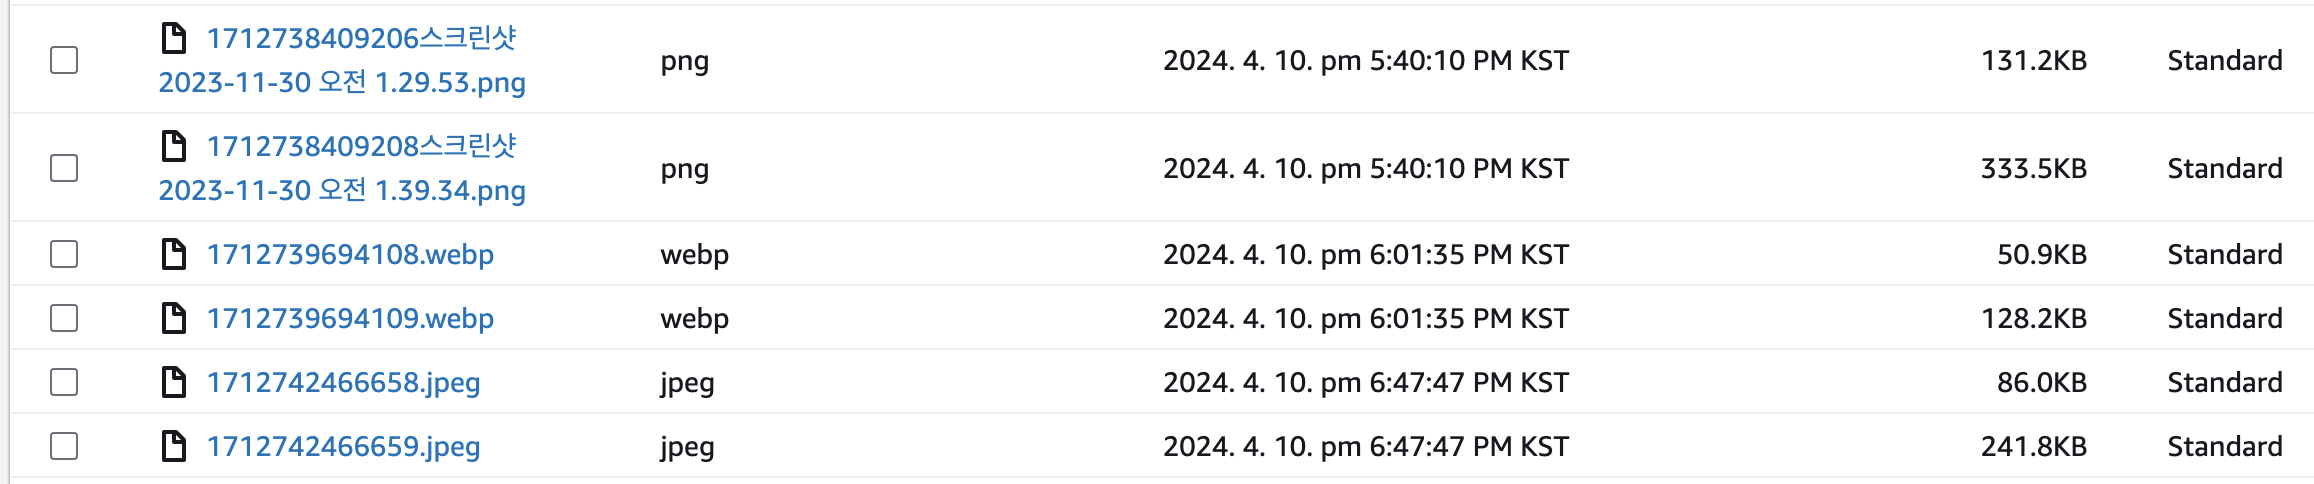 1712738409206스크린샷
2023-11-30 오전 1.29.53.png
png
2024. 4. 10. pm 5:40:10 PM KST
131.2KB
Standard
1712738409208스크린샷
2023-11-30 오전 1.39.34.png
png
2024. 4. 10. pm 5:40:10 PM KST
333.5KB
Standard
1712739694108.webp
webp
2024. 4. 10. pm 6:01:35 PM KST
50.9KB
Standard
1712739694109.webp
webp
2024. 4. 10. pm 6:01:35 PM KST
128.2KB
Standard
1712742466658.jpeg
jpeg
2024. 4. 10. pm 6:47:47 PM KST
86.0KB
Standard
1712742466659.jpeg
jpeg
2024. 4. 10. pm 6:47:47 PM KST
241.8KB
Standard